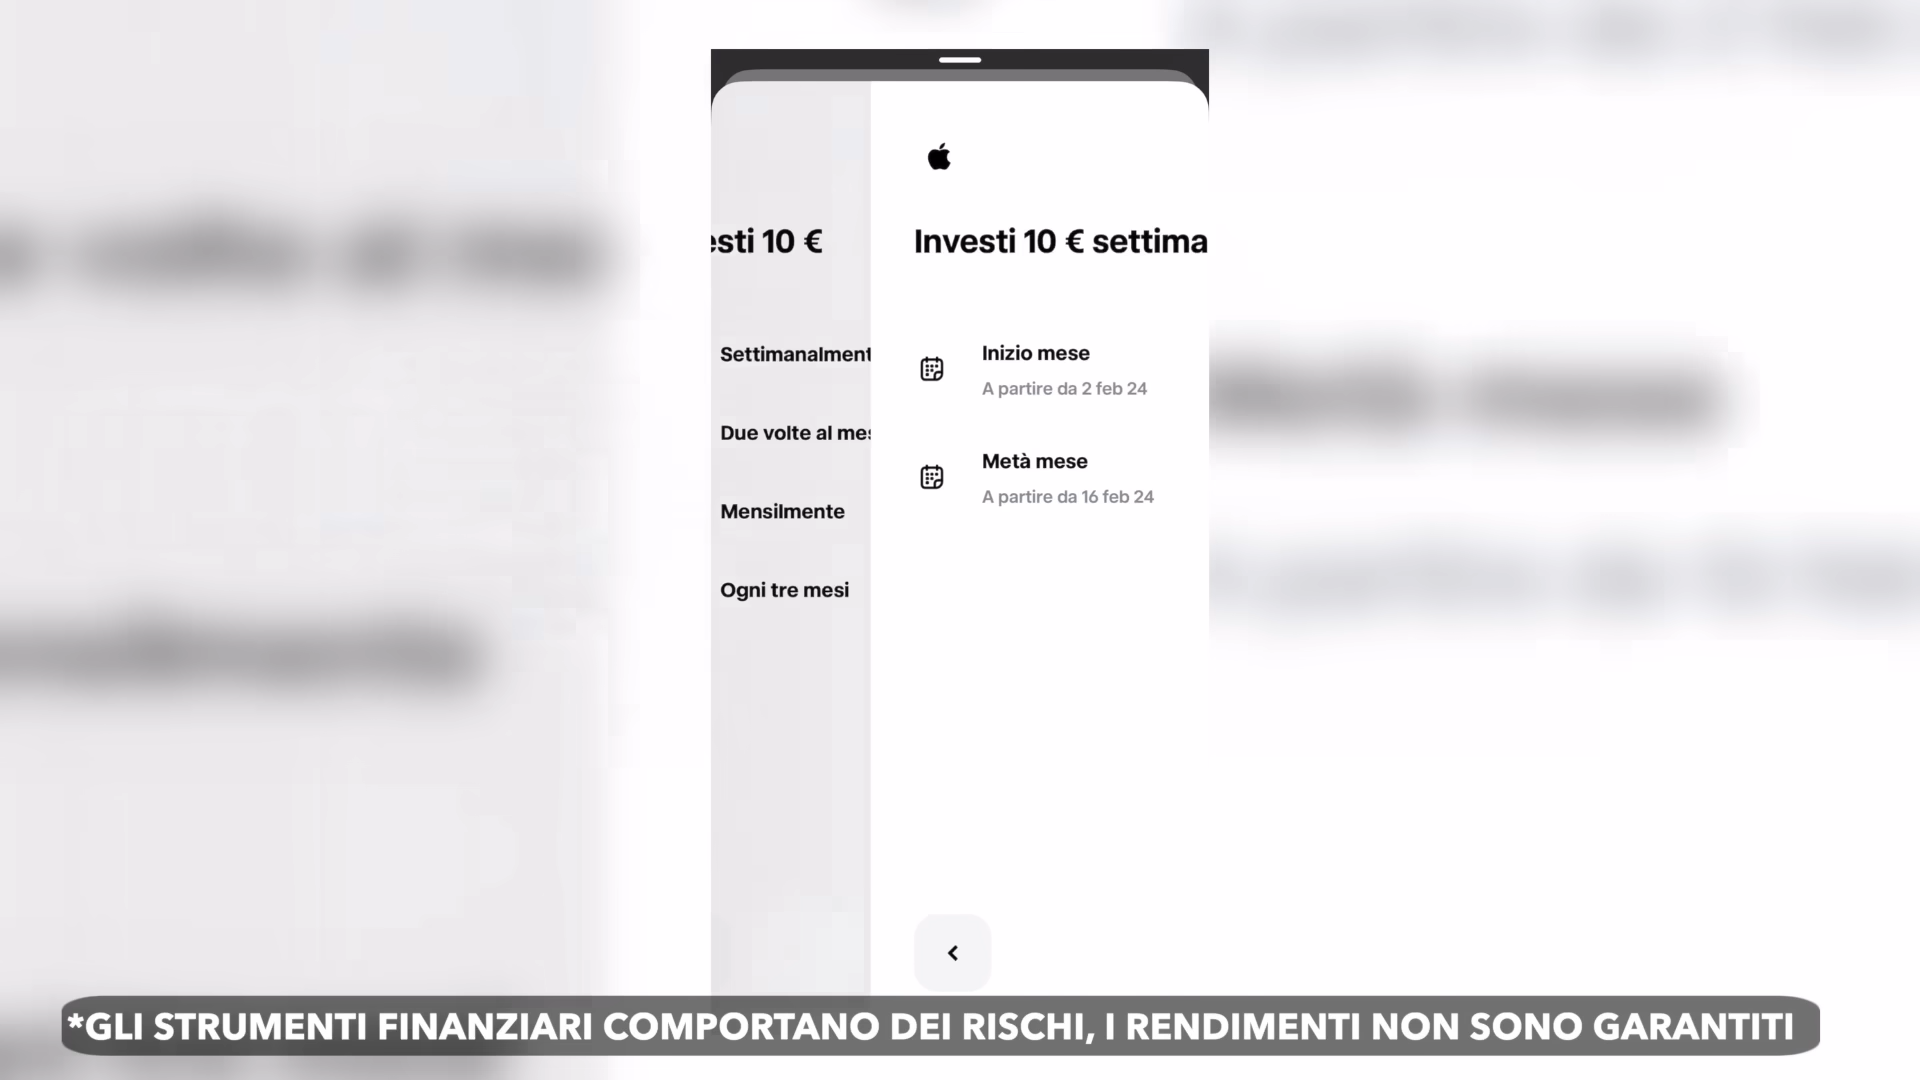 esti 10 €
Settimanalment
Due volte al mes
Mensilmente
Ogni tre mesi
Investi 10 € settima
Inizio mese
A partire da 2 feb 24
Metà mese
A partire da 16 feb 24
*GLI STRUMENTI FINANZIARI COMPORTANO DEI RISCHI, I RENDIMENTI NON SONO GARANTITI